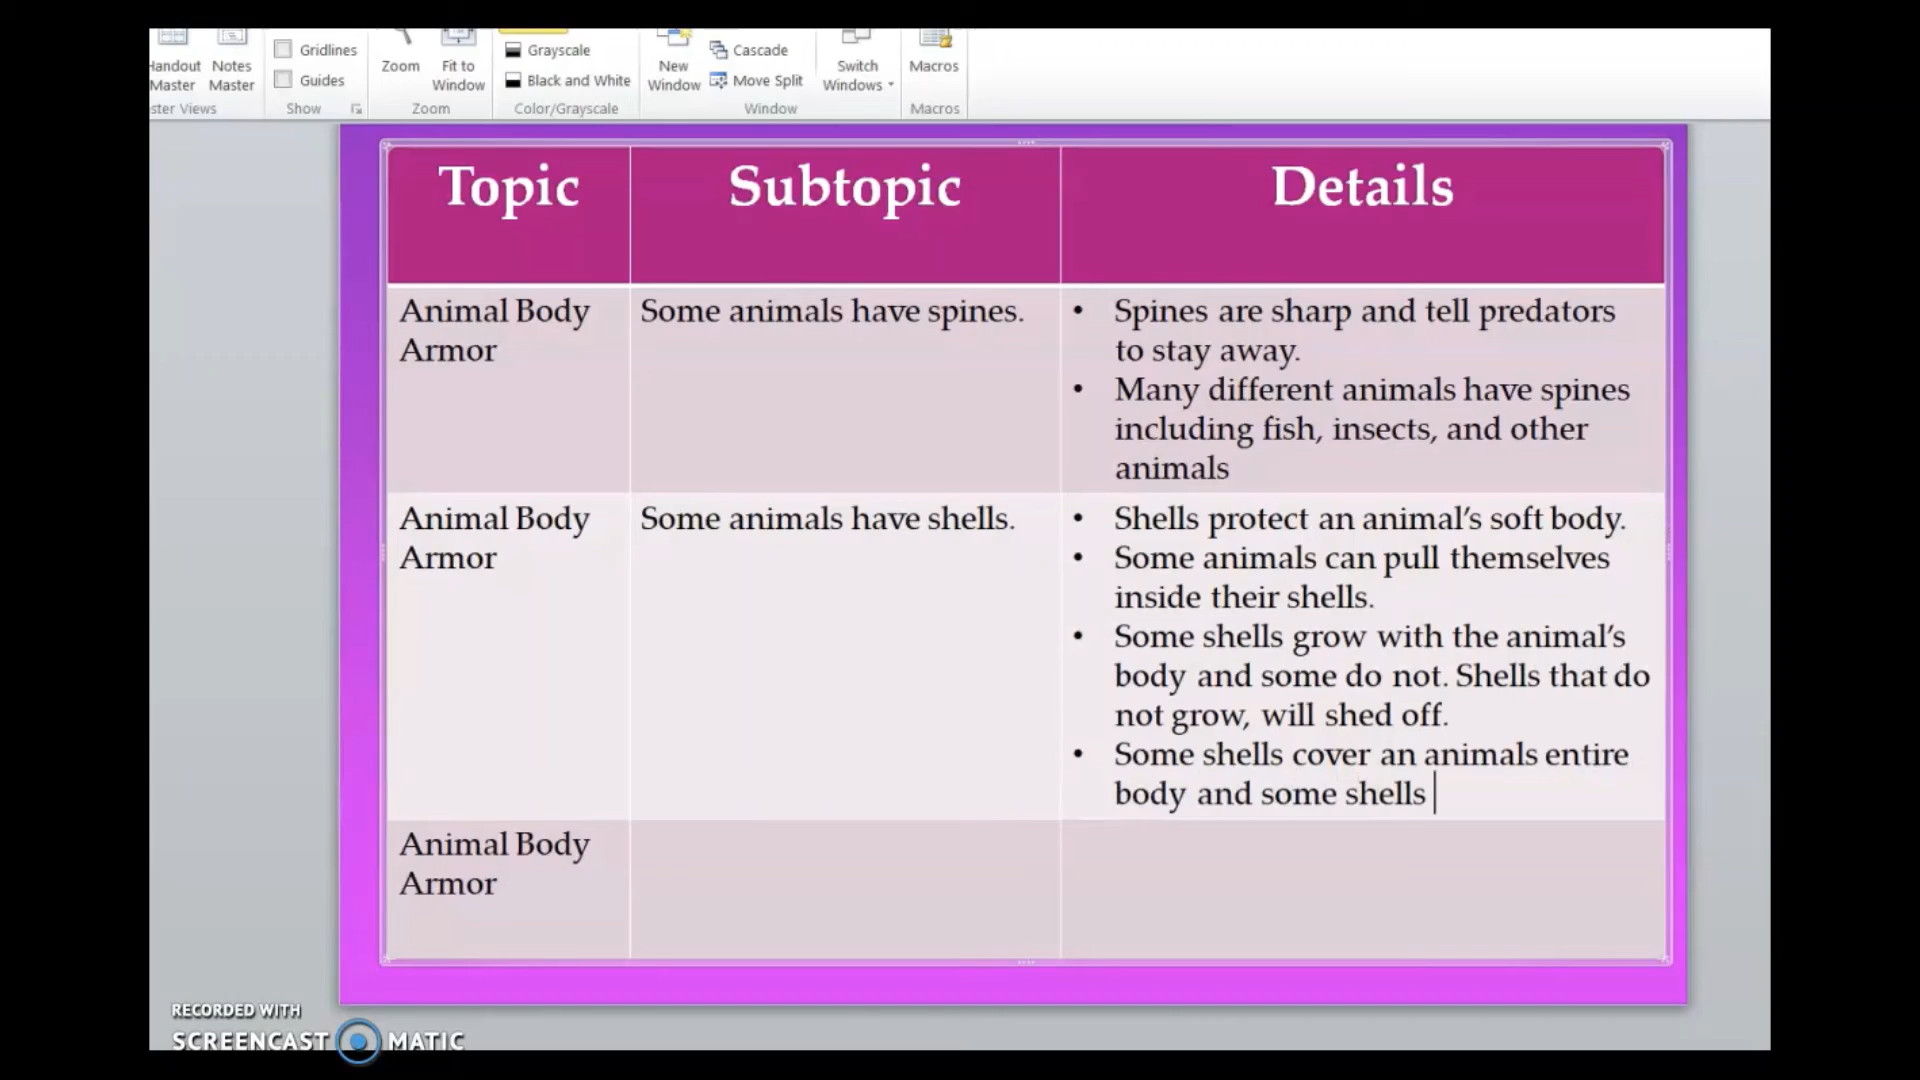 Handout Master
Notes Master
Master Views
Gridlines
Guides
Show
Zoom
Fit to Window
Zoom
Grayscale
Black and White
Color/Grayscale
New Window
Cascade
Move Split
Window
Switch Windows
Macros
Macros
Topic
Subtopic
Details
Animal Body
Armor
Some animals have spines.
• Spines are sharp and tell predators
to stay away.
• Many different animals have spines
including fish, insects, and other
animals
Animal Body
Armor
Some animals have shells.
• Shells protect an animal's soft body.
• Some animals can pull themselves
inside their shells.
• Some shells grow with the animal's
body and some do not. Shells that do
not grow, will shed off.
• Some shells cover an animals entire
body and some shells
Animal Body
Armor
RECORDED WITH
SCREENCAST MATIC